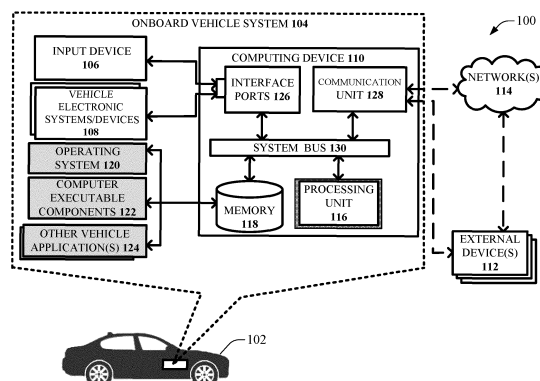 ONBOARD VEHICLE SYSTEM 104
100
INPUT DEVICE
106
VEHICLE
ELECTRONIC
SYSTEMS/DEVICES
108
OPERATING
SYSTEM 120
COMPUTER
EXECUTABLE
COMPONENTS 122
OTHER VEHICLE
APPLICATION(S) 124
COMPUTING DEVICE 110
INTERFACE
PORTS 126
COMMUNICATION
UNIT 128
SYSTEM BUS 130
MEMORY
118
PROCESSING
UNIT
116
NETWORK(S)
114
EXTERNAL
DEVICE(S)
112
102